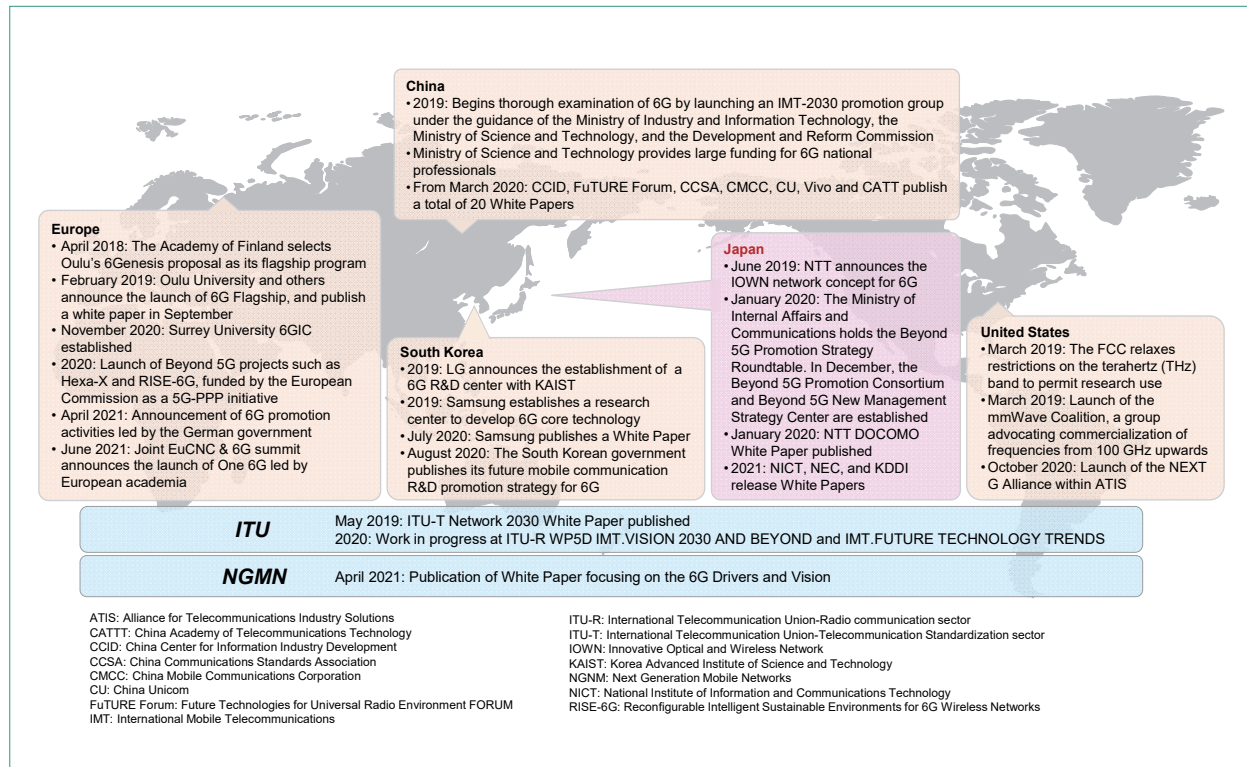 China
• 2019: Begins thorough examination of 6G by launching an IMT-2030 promotion group
under the guidance of the Ministry of Industry and Information Technology, the
Ministry of Science and Technology, and the Development and Reform Commission
• Ministry of Science and Technology provides large funding for 6G national
professionals
• From March 2020: CCID, FuTURE Forum, CCSA, CMCC, CU, Vivo and CATT publish
a total of 20 White Papers
Europe
• April 2018: The Academy of Finland selects
Oulu's 6Genesis proposal as its flagship program
• February 2019: Oulu University and others
announce the launch of 6G Flagship, and publish
a white paper in September
• November 2020: Surrey University 6GIC
established
• 2020: Launch of Beyond 5G projects such as
Hexa-X and RISE-6G, funded by the European
Commission as a 5G-PPP initiative
• April 2021: Announcement of 6G promotion
activities led by the German government
• June 2021: Joint EuCNC & 6G summit
announces the launch of One 6G led by
European academia
South Korea
• 2019: LG announces the establishment of a
6G R&D center with KAIST
• 2019: Samsung establishes a research
center to develop 6G core technology
• July 2020: Samsung publishes a White Paper
• August 2020: The South Korean government
publishes its future mobile communication
R&D promotion strategy for 6G
Japan
• June 2019: NTT announces the
IOWN network concept for 6G
• January 2020: The Ministry of
Internal Affairs and
Communications holds the Beyond
5G Promotion Strategy
Roundtable. In December, the
Beyond 5G Promotion Consortium
and Beyond 5G New Management
Strategy Center are established
• January 2020: NTT DOCOMO
White Paper published
• 2021: NICT, NEC, and KDDI
release White Papers
United States
• March 2019: The FCC relaxes
restrictions on the terahertz (THz)
band to permit research use
• March 2019: Launch of the
mmWave Coalition, a group
advocating commercialization of
frequencies from 100 GHz upwards
• October 2020: Launch of the NEXT
G Alliance within ATIS
ITU
May 2019: ITU-T Network 2030 White Paper published
2020: Work in progress at ITU-R WP5D IMT.VISION 2030 AND BEYOND and IMT.FUTURE TECHNOLOGY TRENDS
NGMN
April 2021: Publication of White Paper focusing on the 6G Drivers and Vision
ATIS: Alliance for Telecommunications Industry Solutions
CATTT: China Academy of Telecommunications Technology
CCID: China Center for Information Industry Development
CCSA: China Communications Standards Association
CMCC: China Mobile Communications Corporation
CU: China Unicom
FuTURE Forum: Future Technologies for Universal Radio Environment FORUM
IMT: International Mobile Telecommunications
ITU-R: International Telecommunication Union-Radio communication sector
ITU-T: International Telecommunication Union-Telecommunication Standardization sector
IOWN: Innovative Optical and Wireless Network
KAIST: Korea Advanced Institute of Science and Technology
NGNM: Next Generation Mobile Networks
NICT: National Institute of Information and Communications Technology
RISE-6G: Reconfigurable Intelligent Sustainable Environments for 6G Wireless Networks